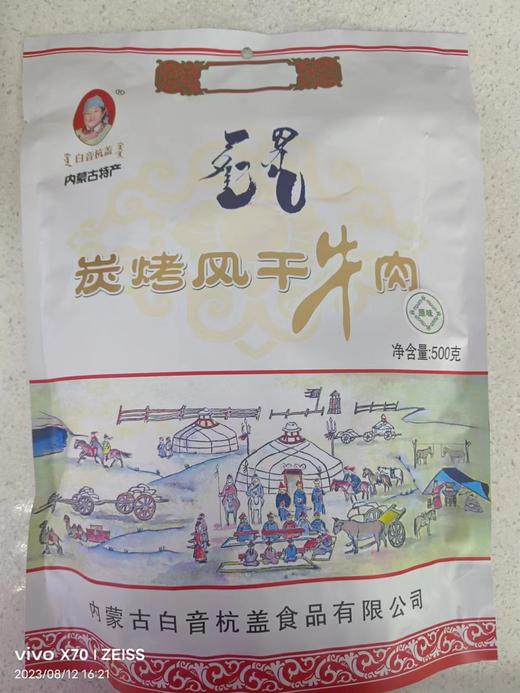 ®
白音杭盖
内蒙古特产
炭烤风干牛肉
原味
净含量:500克
内蒙古白音杭盖食品有限公司
vivo X70 | ZEISS
2023/08/12 16:21